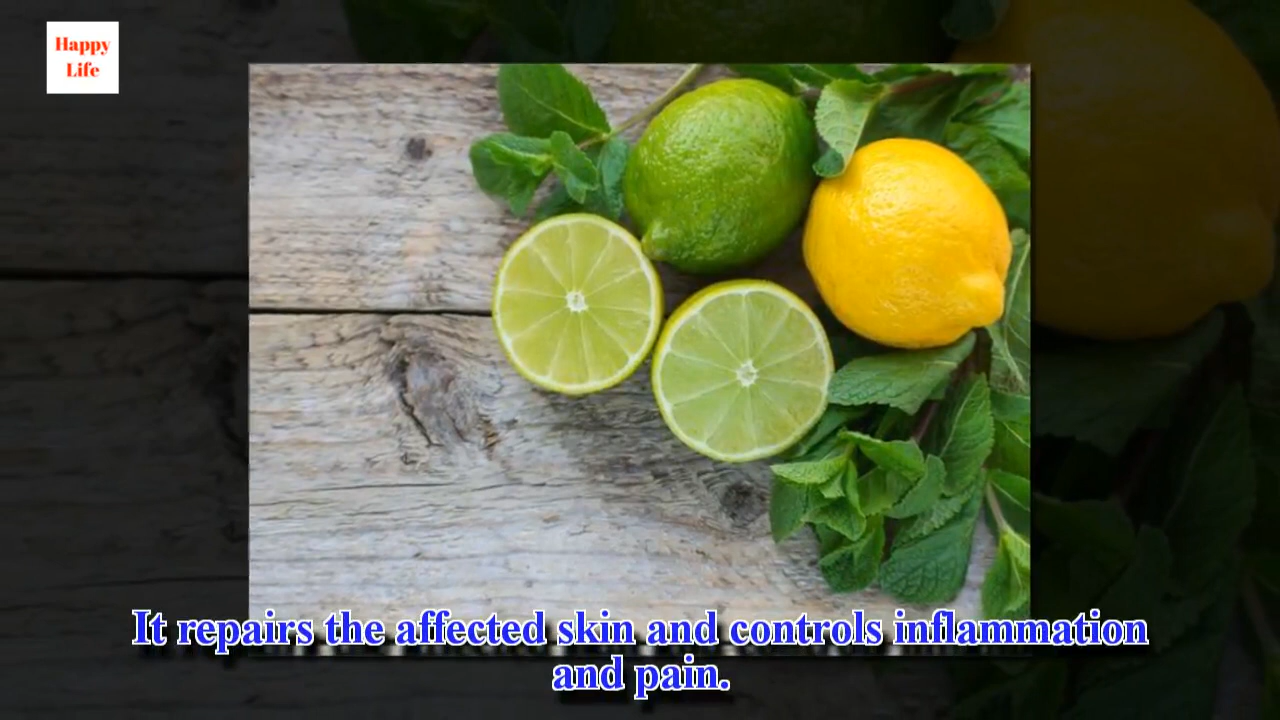 Happy
Life
It repairs the affected skin and controls inflammation
and pain.